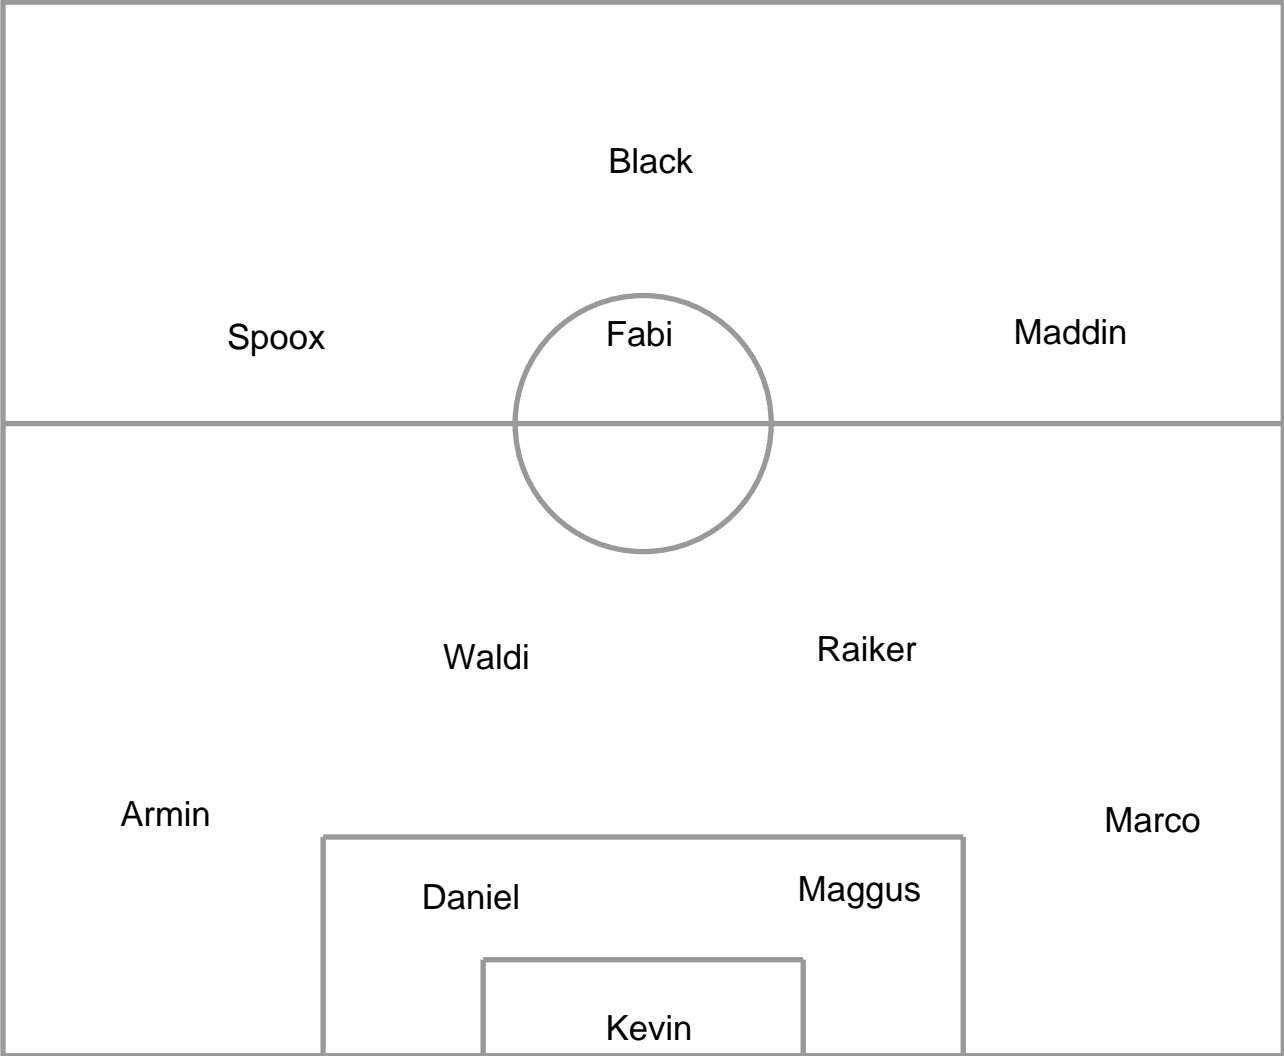 Black
Spoox Fabi Maddin
Waldi Raiker
Armin Marco
Daniel Maggus
Kevin